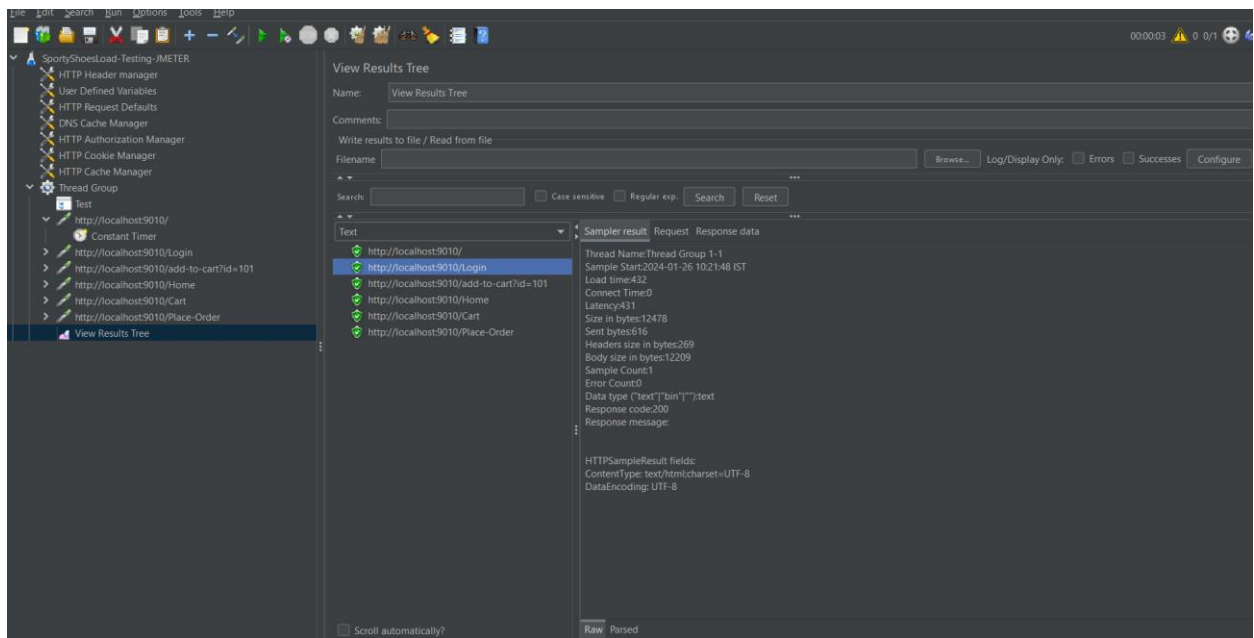 File Edit Search Run Options Tools Help
00:00:03 0 0/1
SportyShoesLoad-Testing-JMETER
HTTP Header manager
User Defined Variables
HTTP Request Defaults
DNS Cache Manager
HTTP Authorization Manager
HTTP Cookie Manager
HTTP Cache Manager
Thread Group
Test
http://localhost:9010/
Constant Timer
http://localhost:9010/Login
http://localhost:9010/add-to-cart?id=101
http://localhost:9010/Home
http://localhost:9010/Cart
http://localhost:9010/Place-Order
View Results Tree
View Results Tree
Name: View Results Tree
Comments:
Write results to file / Read from file
Filename Browse... Log/Display Only: Errors Successes Configure
Search: Case sensitive Regular exp. Search Reset
Text
http://localhost:9010/
http://localhost:9010/Login
http://localhost:9010/add-to-cart?id=101
http://localhost:9010/Home
http://localhost:9010/Cart
http://localhost:9010/Place-Order
Scroll automatically?
Sampler result Request Response data
Thread Name:Thread Group 1-1
Sample Start:2024-01-26 10:21:48 IST
Load time:432
Connect Time:0
Latency:431
Size in bytes:12478
Sent bytes:616
Headers size in bytes:269
Body size in bytes:12209
Sample Count:1
Error Count:0
Data type ("text"|"bin"|""):text
Response code:200
Response message:
HTTPSampleResult fields:
ContentType: text/html;charset=UTF-8
DataEncoding: UTF-8
Raw Parsed